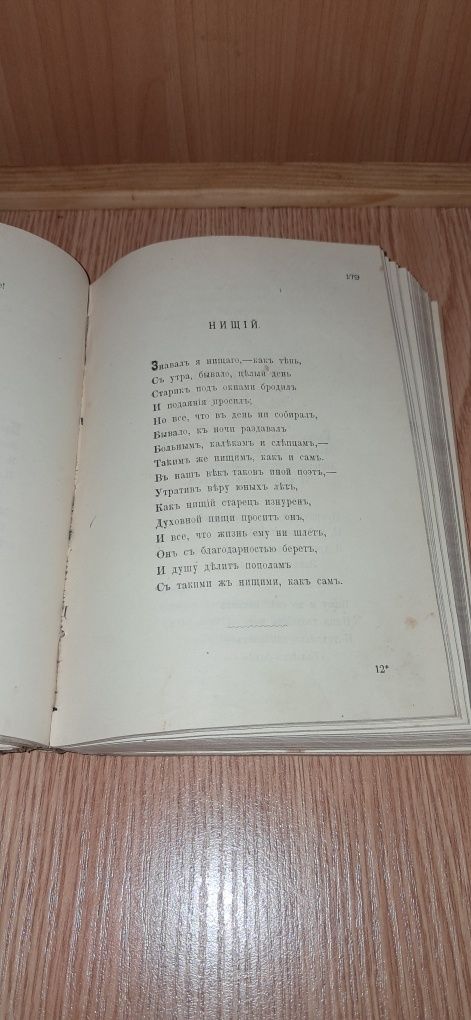 179
НИЩІЙ.
Знавалъ я нищаго,—какъ тѣнь,
Съ утра, бывало, цѣлый день
Старикъ подъ окнами бродилъ
И подаянія просилъ;
Но все, что въ день ни собиралъ,
Бывало, къ ночи раздавалъ
Больнымъ, калѣкамъ и слѣпцамъ,—
Такимъ же нищимъ, какъ и самъ.
Въ нашъ вѣкъ таковъ иной поэтъ,—
Утративъ вѣру юныхъ лѣтъ,
Какъ нищій старецъ изнуренъ,
Духовной пищи проситъ онъ,
И все, что жизнь ему ни шлетъ,
Онъ съ благодарностью беретъ,
И душу дѣлитъ пополамъ
Съ такими жъ нищими, какъ самъ.
12*